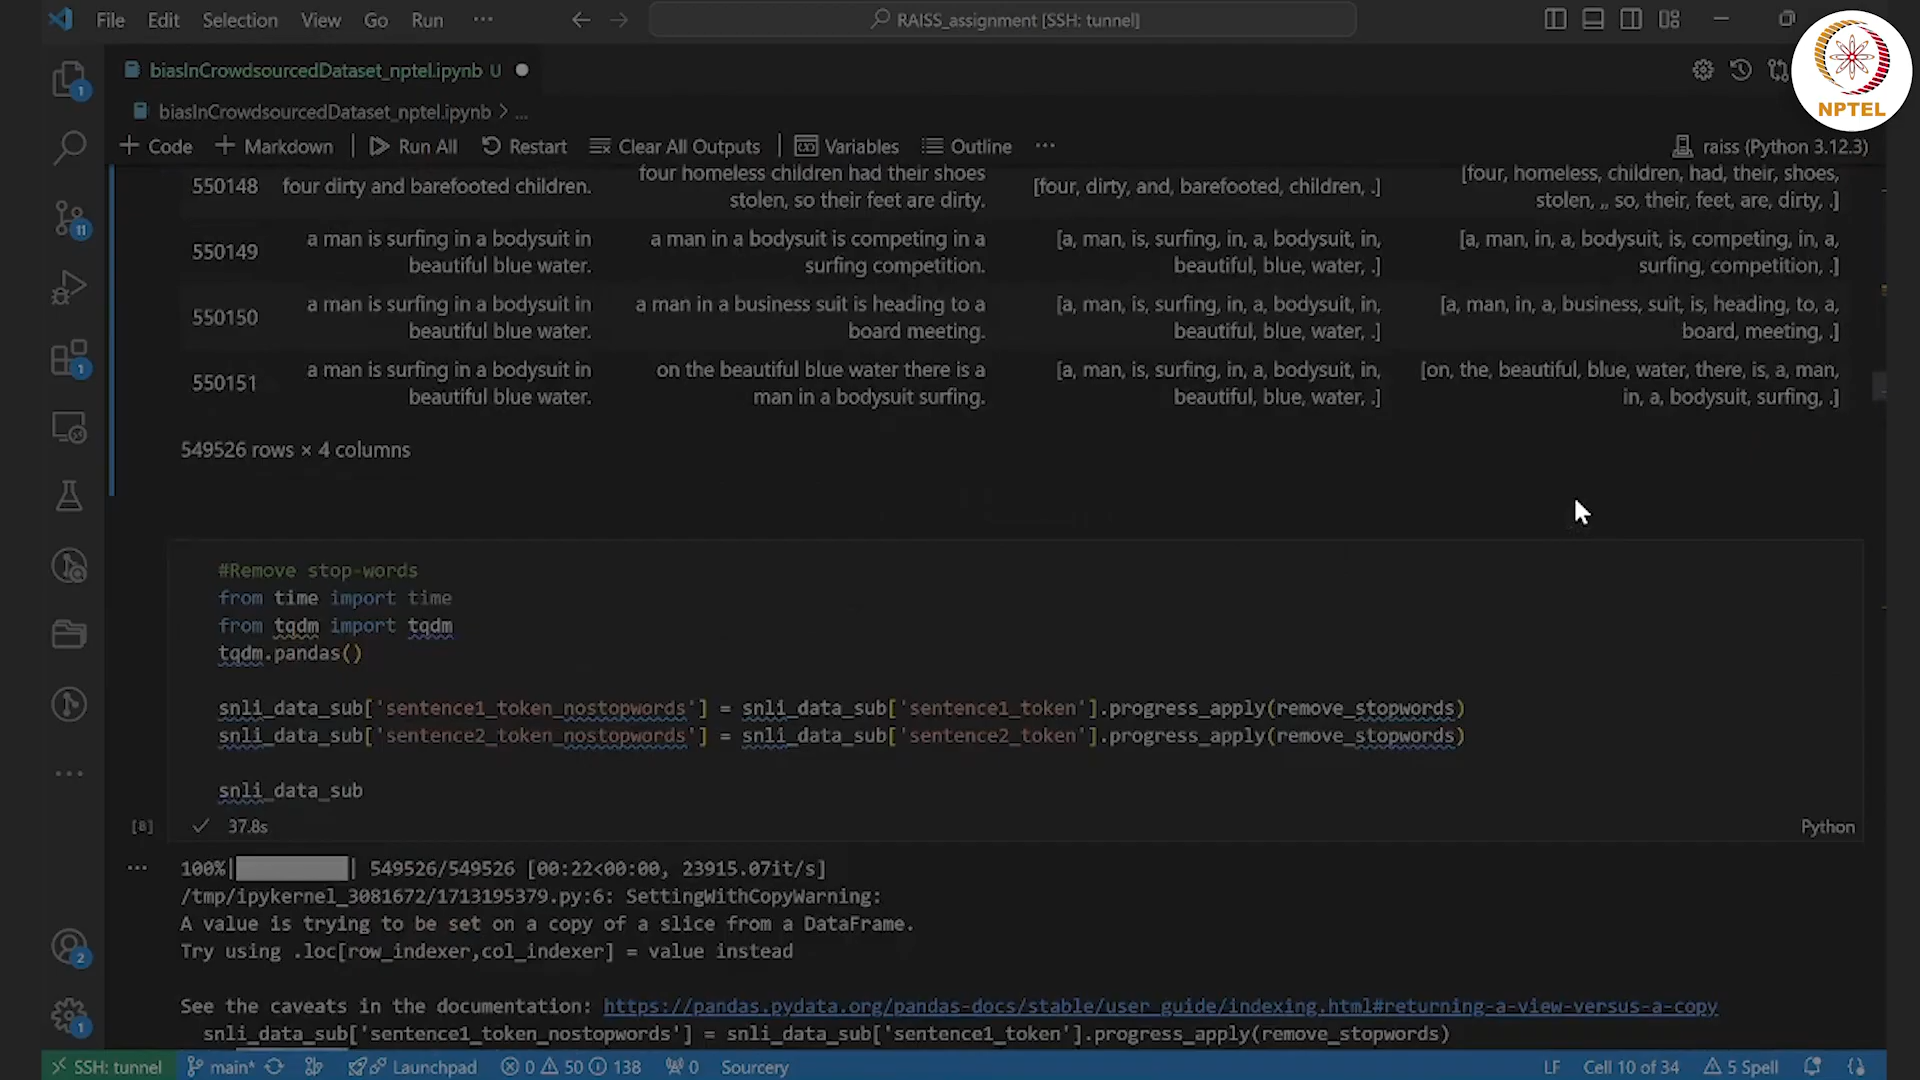 File Edit Selection View Go Run ··· RAISS_assignment [SSH: tunnel]
NPTEL
biasInCrowdsourcedDataset_nptel.ipynb U
biasInCrowdsourcedDataset_nptel.ipynb > ...
+ Code + Markdown Run All Restart Clear All Outputs Variables Outline ··· raiss (Python 3.12.3)
550148 four dirty and barefooted children. four homeless children had their shoes stolen, so their feet are dirty. [four, dirty, and, barefooted, children, .] [four, homeless, children, had, their, shoes, stolen, ,, so, their, feet, are, dirty, .]
550149 a man is surfing in a bodysuit in beautiful blue water. a man in a bodysuit is competing in a surfing competition. [a, man, is, surfing, in, a, bodysuit, in, beautiful, blue, water, .] [a, man, in, a, bodysuit, is, competing, in, a, surfing, competition, .]
550150 a man is surfing in a bodysuit in beautiful blue water. a man in a business suit is heading to a board meeting. [a, man, is, surfing, in, a, bodysuit, in, beautiful, blue, water, .] [a, man, in, a, business, suit, is, heading, to, a, board, meeting, .]
550151 a man is surfing in a bodysuit in beautiful blue water. on the beautiful blue water there is a man in a bodysuit surfing. [a, man, is, surfing, in, a, bodysuit, in, beautiful, blue, water, .] [on, the, beautiful, blue, water, there, is, a, man, in, a, bodysuit, surfing, .]
549526 rows × 4 columns
#Remove stop-words
from time import time
from tqdm import tqdm
tqdm.pandas()
snli_data_sub['sentence1_token_nostopwords'] = snli_data_sub['sentence1_token'].progress_apply(remove_stopwords)
snli_data_sub['sentence2_token_nostopwords'] = snli_data_sub['sentence2_token'].progress_apply(remove_stopwords)
snli_data_sub
[8] ✓ 37.8s Python
100%| | 549526/549526 [00:22<00:00, 23915.07it/s]
/tmp/ipykernel_3081672/1713195379.py:6: SettingWithCopyWarning:
A value is trying to be set on a copy of a slice from a DataFrame.
Try using .loc[row_indexer,col_indexer] = value instead
See the caveats in the documentation: https://pandas.pydata.org/pandas-docs/stable/user_guide/indexing.html#returning-a-view-versus-a-copy
snli_data_sub['sentence1_token_nostopwords'] = snli_data_sub['sentence1_token'].progress_apply(remove_stopwords)
SSH: tunnel main* Launchpad 0 50 138 0 Sourcery LF Cell 10 of 34 5 Spell
1
11
1
2
1